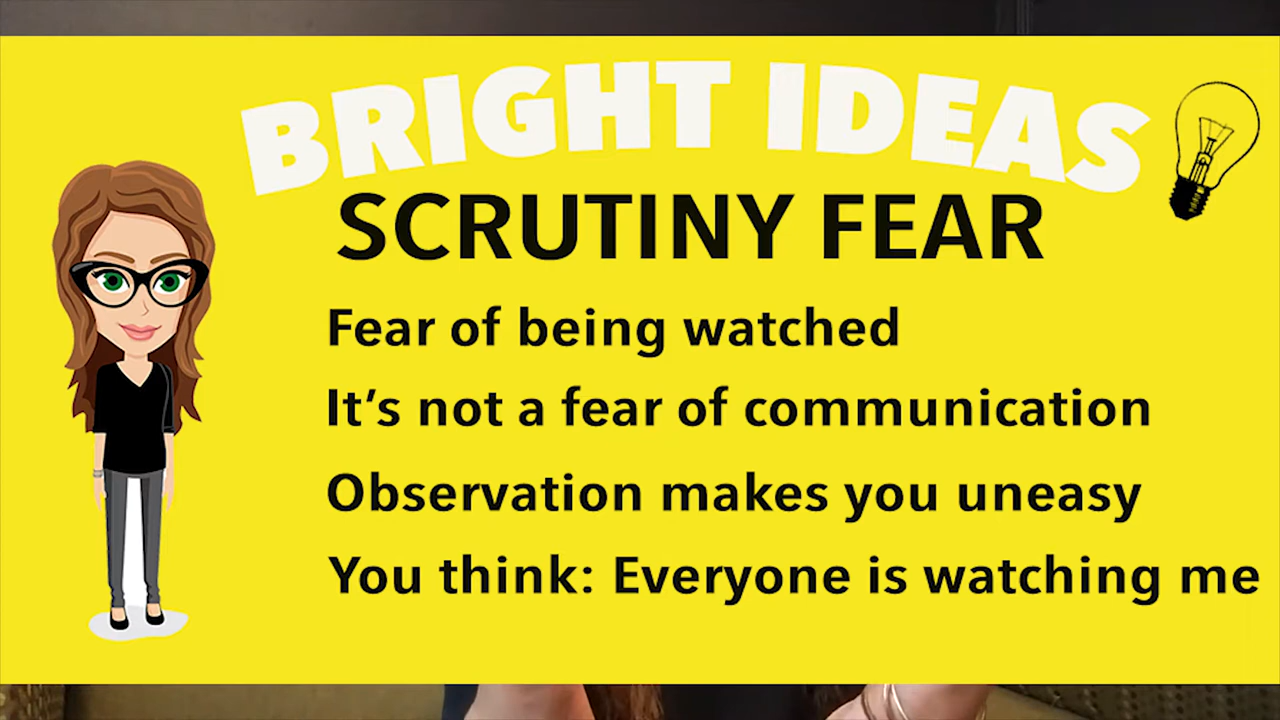 BRIGHT IDEAS
SCRUTINY FEAR
Fear of being watched
It’s not a fear of communication
Observation makes you uneasy
You think: Everyone is watching me